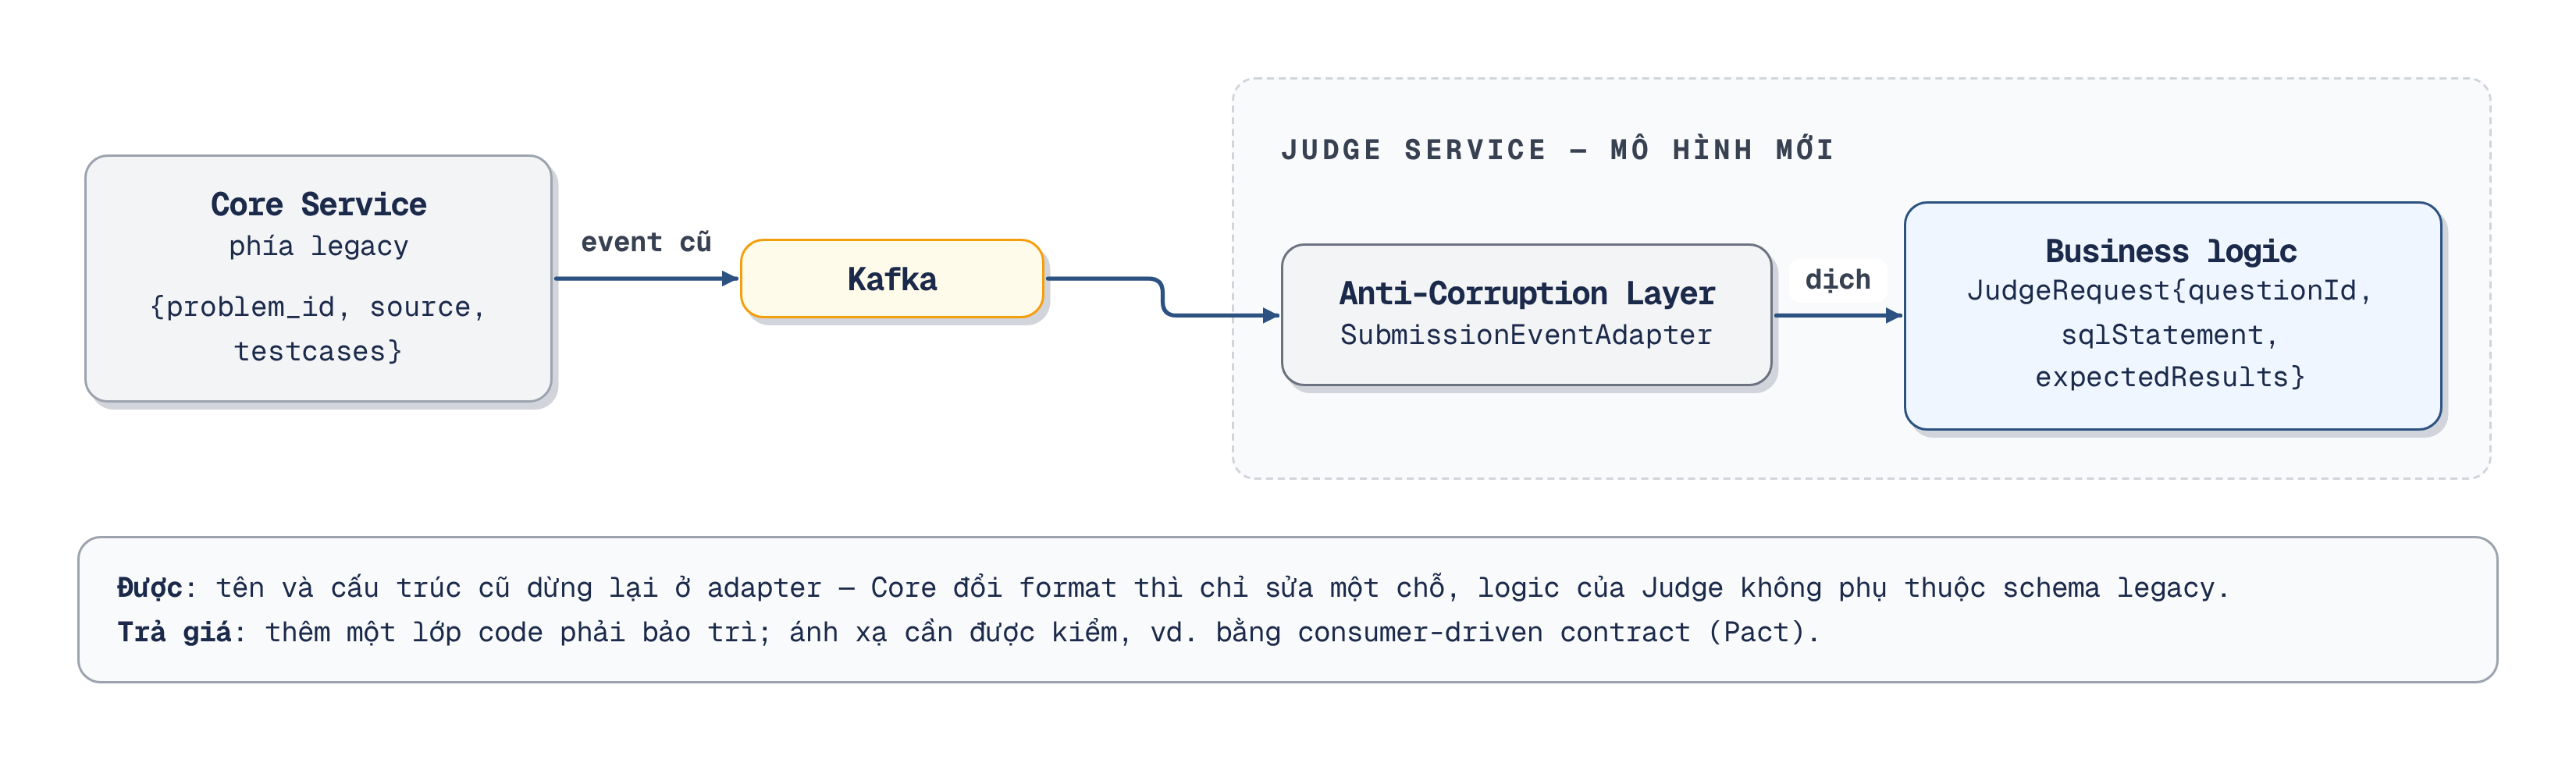 JUDGE SERVICE — MÔ HÌNH MỚI
Core Service
phía legacy
{problem_id, source,
testcases}
event cũ
Kafka
Anti-Corruption Layer
SubmissionEventAdapter
dịch
Business logic
JudgeRequest{questionId,
sqlStatement,
expectedResults}
Được: tên và cấu trúc cũ dừng lại ở adapter — Core đổi format thì chỉ sửa một chỗ, logic của Judge không phụ thuộc schema legacy.
Trả giá: thêm một lớp code phải bảo trì; ánh xạ cần được kiểm, vd. bằng consumer-driven contract (Pact).